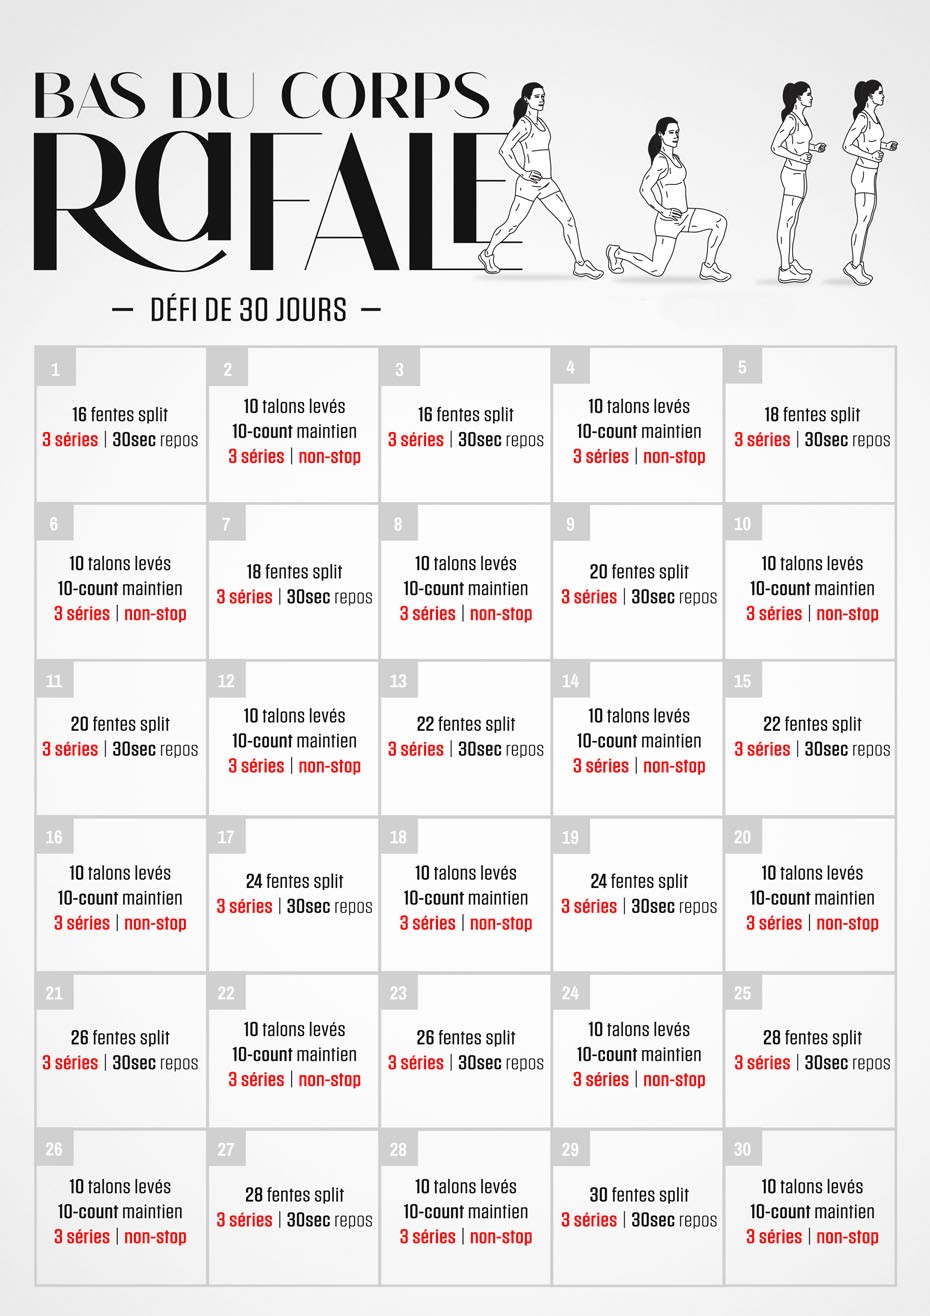 BAS DU CORPS
RaFALE
— DÉFI DE 30 JOURS —
1
16 fentes split
3 séries | 30sec repos
2
10 talons levés
10-count maintien
3 séries | non-stop
3
16 fentes split
3 séries | 30sec repos
4
10 talons levés
10-count maintien
3 séries | non-stop
5
18 fentes split
3 séries | 30sec repos
6
10 talons levés
10-count maintien
3 séries | non-stop
7
18 fentes split
3 séries | 30sec repos
8
10 talons levés
10-count maintien
3 séries | non-stop
9
20 fentes split
3 séries | 30sec repos
10
10 talons levés
10-count maintien
3 séries | non-stop
11
20 fentes split
3 séries | 30sec repos
12
10 talons levés
10-count maintien
3 séries | non-stop
13
22 fentes split
3 séries | 30sec repos
14
10 talons levés
10-count maintien
3 séries | non-stop
15
22 fentes split
3 séries | 30sec repos
16
10 talons levés
10-count maintien
3 séries | non-stop
17
24 fentes split
3 séries | 30sec repos
18
10 talons levés
10-count maintien
3 séries | non-stop
19
24 fentes split
3 séries | 30sec repos
20
10 talons levés
10-count maintien
3 séries | non-stop
21
26 fentes split
3 séries | 30sec repos
22
10 talons levés
10-count maintien
3 séries | non-stop
23
26 fentes split
3 séries | 30sec repos
24
10 talons levés
10-count maintien
3 séries | non-stop
25
28 fentes split
3 séries | 30sec repos
26
10 talons levés
10-count maintien
3 séries | non-stop
27
28 fentes split
3 séries | 30sec repos
28
10 talons levés
10-count maintien
3 séries | non-stop
29
30 fentes split
3 séries | 30sec repos
30
10 talons levés
10-count maintien
3 séries | non-stop